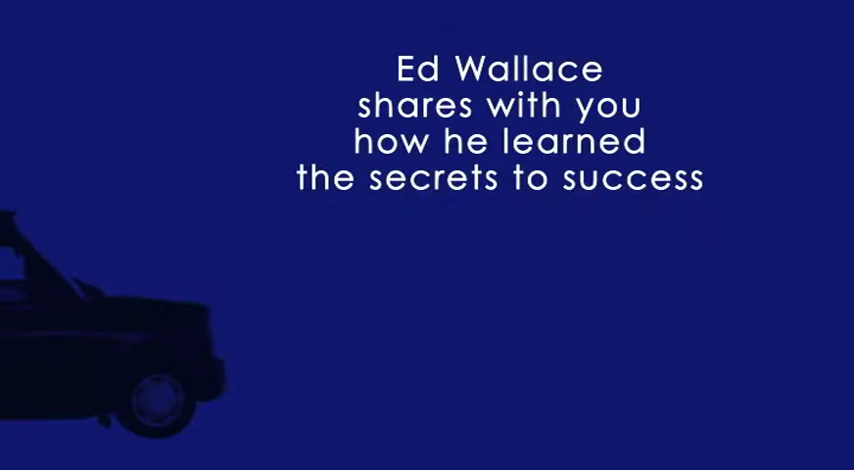 Ed Wallace
shares with you
how he learned
the secrets to success